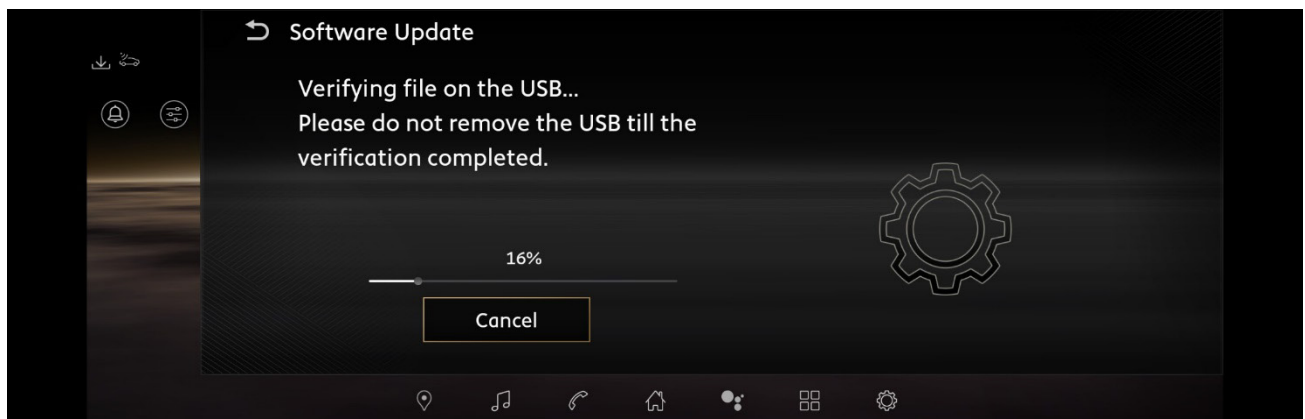 Software Update
Verifying file on the USB...
Please do not remove the USB till the
verification completed.
16%
Cancel